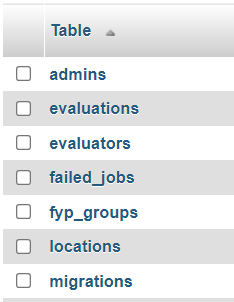 Table
admins
evaluations
evaluators
failed_jobs
fyp_groups
locations
migrations